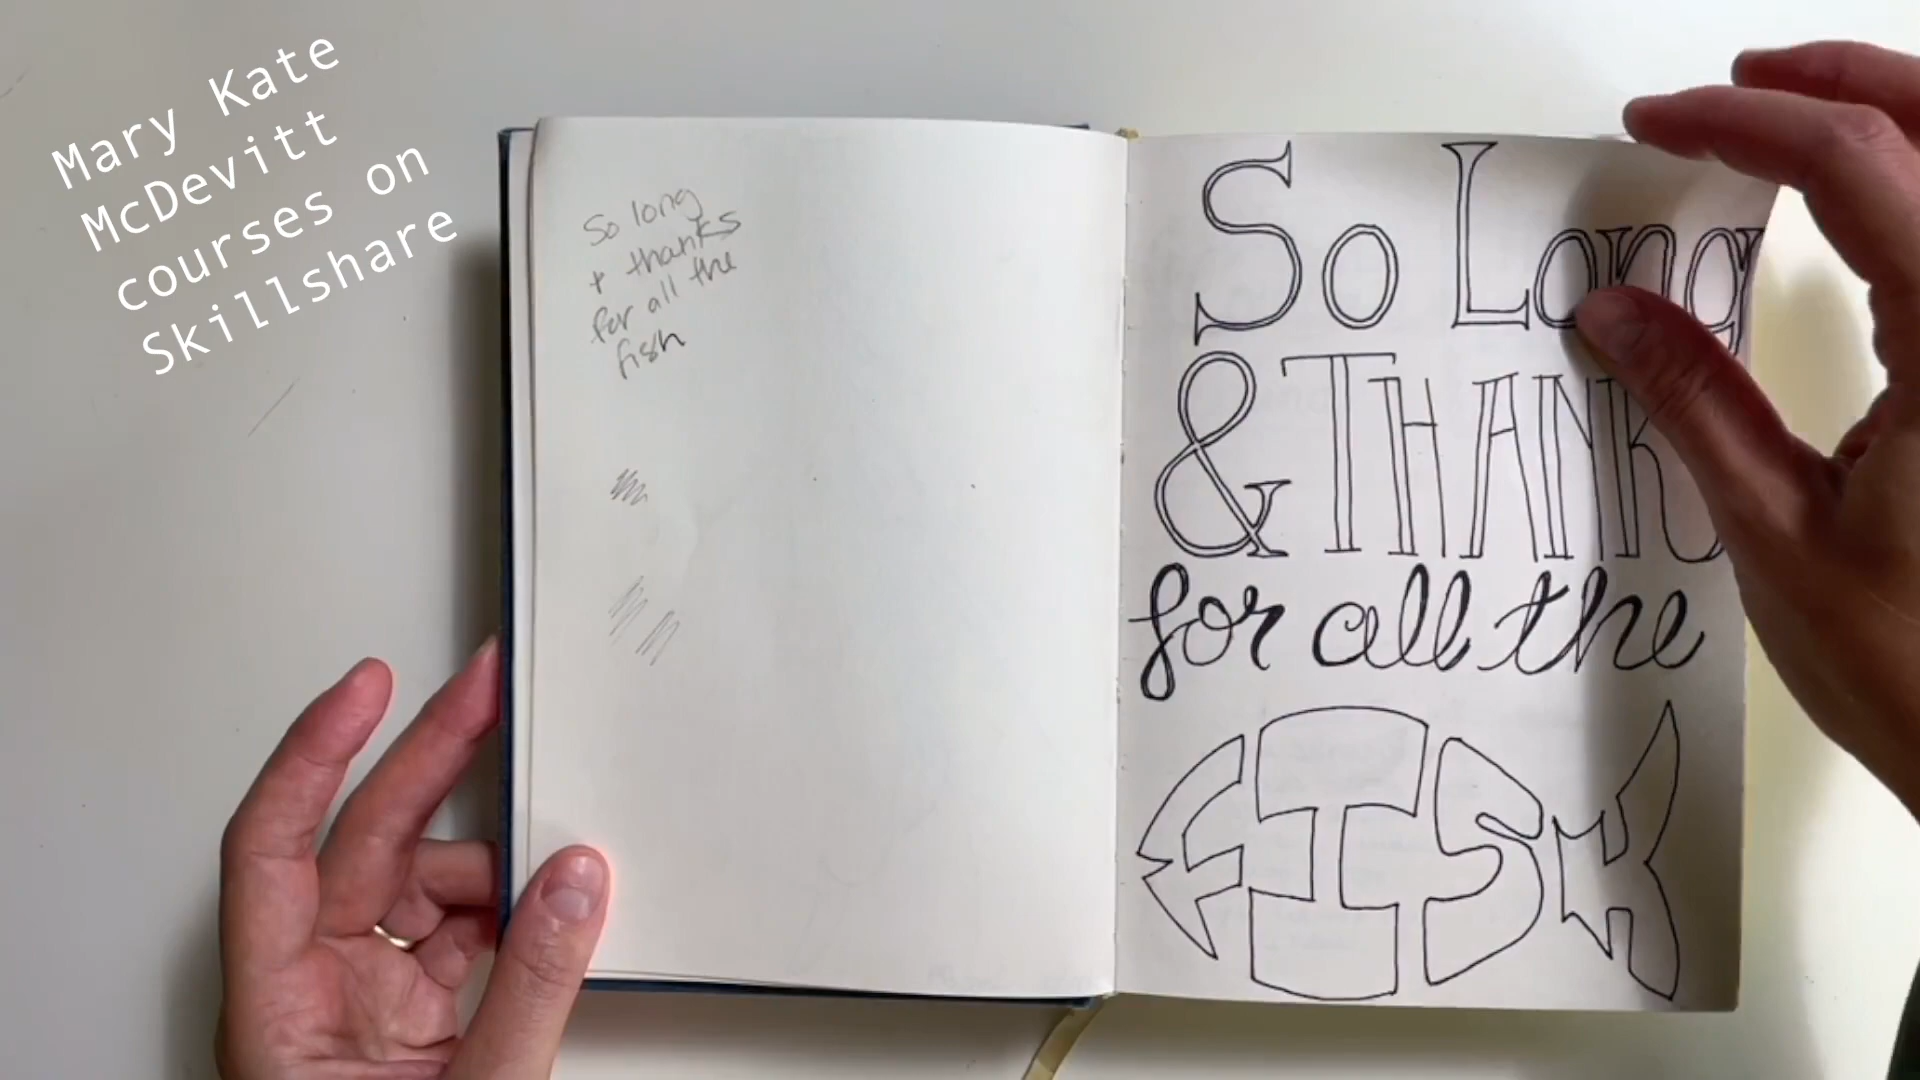 Mary Kate
McDevitt
courses on
Skillshare
So long
+ thanks
for all the
fish
So Long
& THANK
for all the
FISH